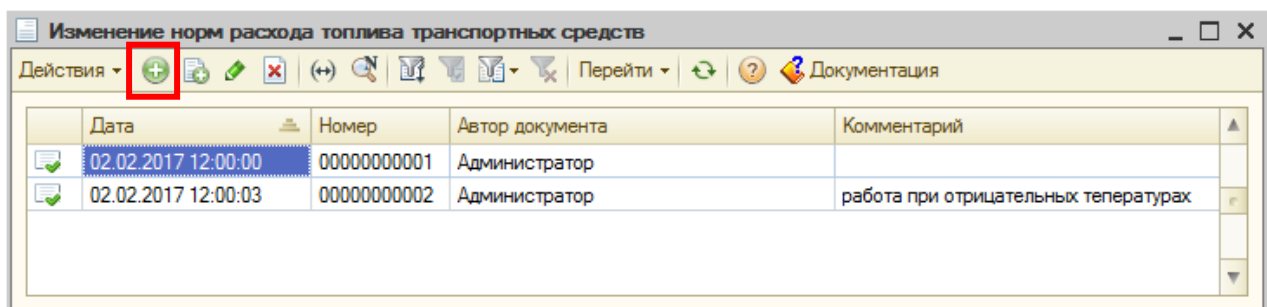 Изменение норм расхода топлива транспортных средств
Действия Перейти Документация
Дата Номер Автор документа Комментарий
02.02.2017 12:00:00 00000000001 Администратор
02.02.2017 12:00:03 00000000002 Администратор работа при отрицательных тепературах